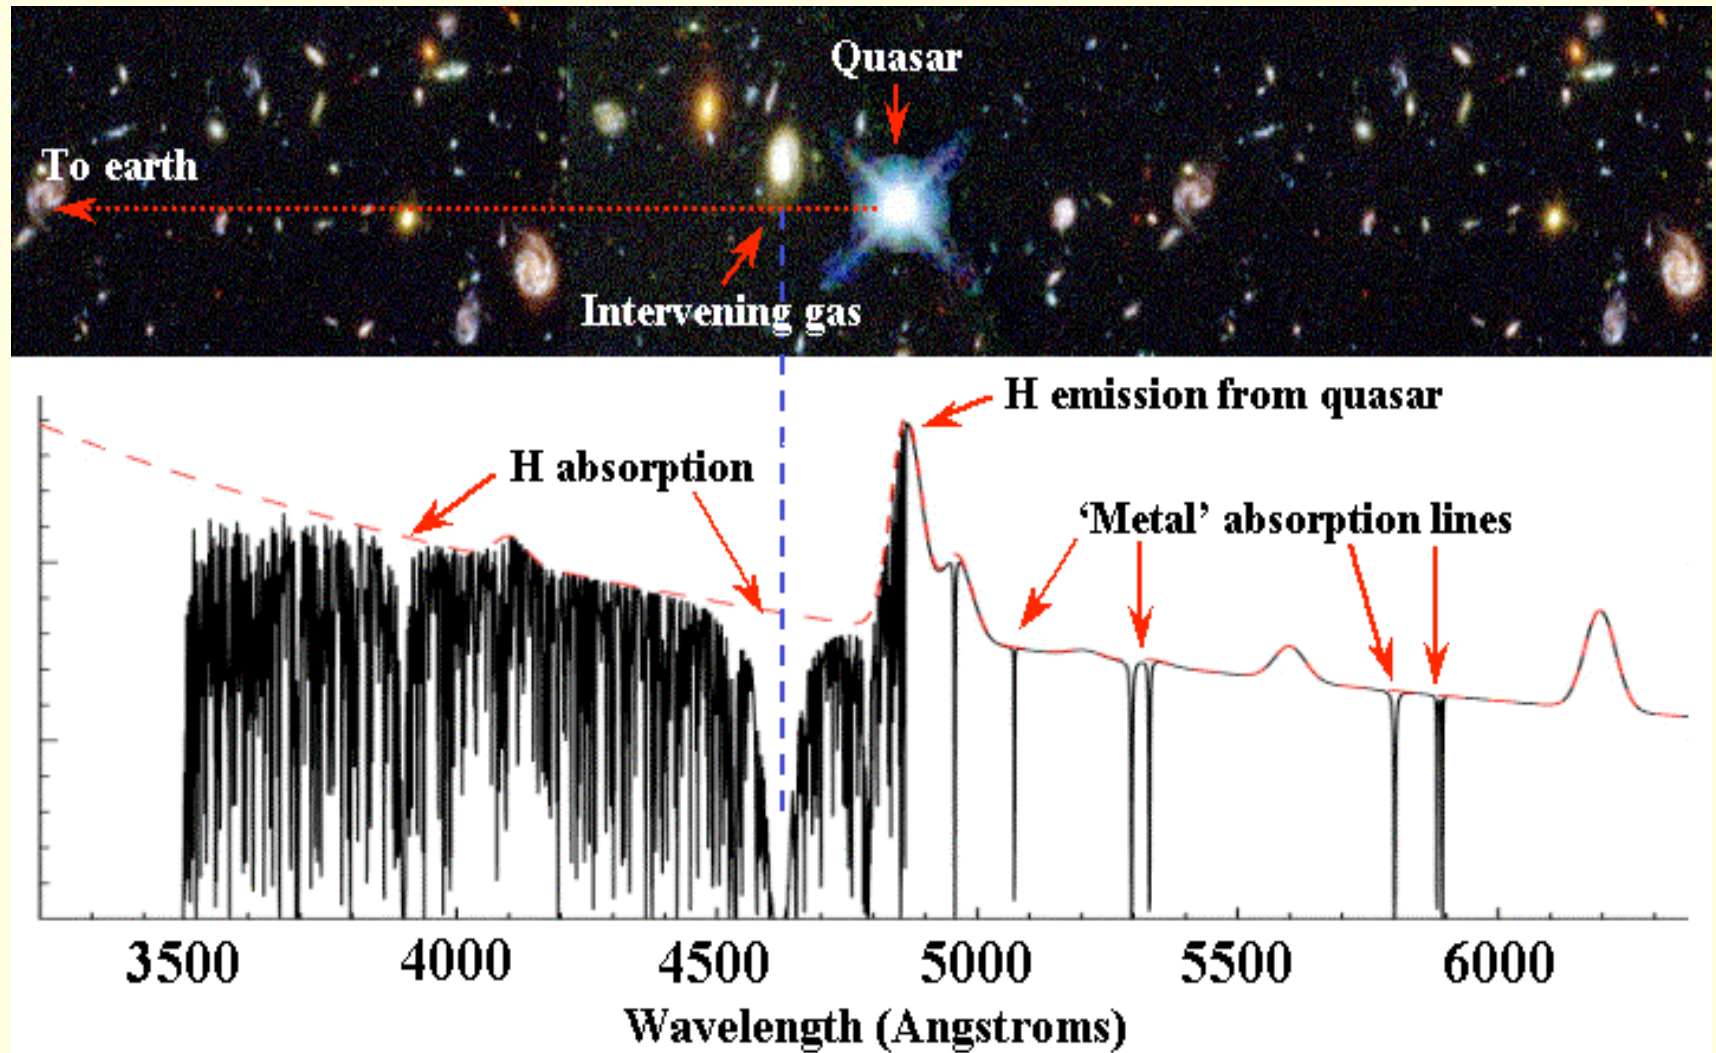 Quasar
To earth
Intervening gas
H emission from quasar
H absorption
‘Metal’ absorption lines
3500 4000 4500 5000 5500 6000
Wavelength (Angstroms)